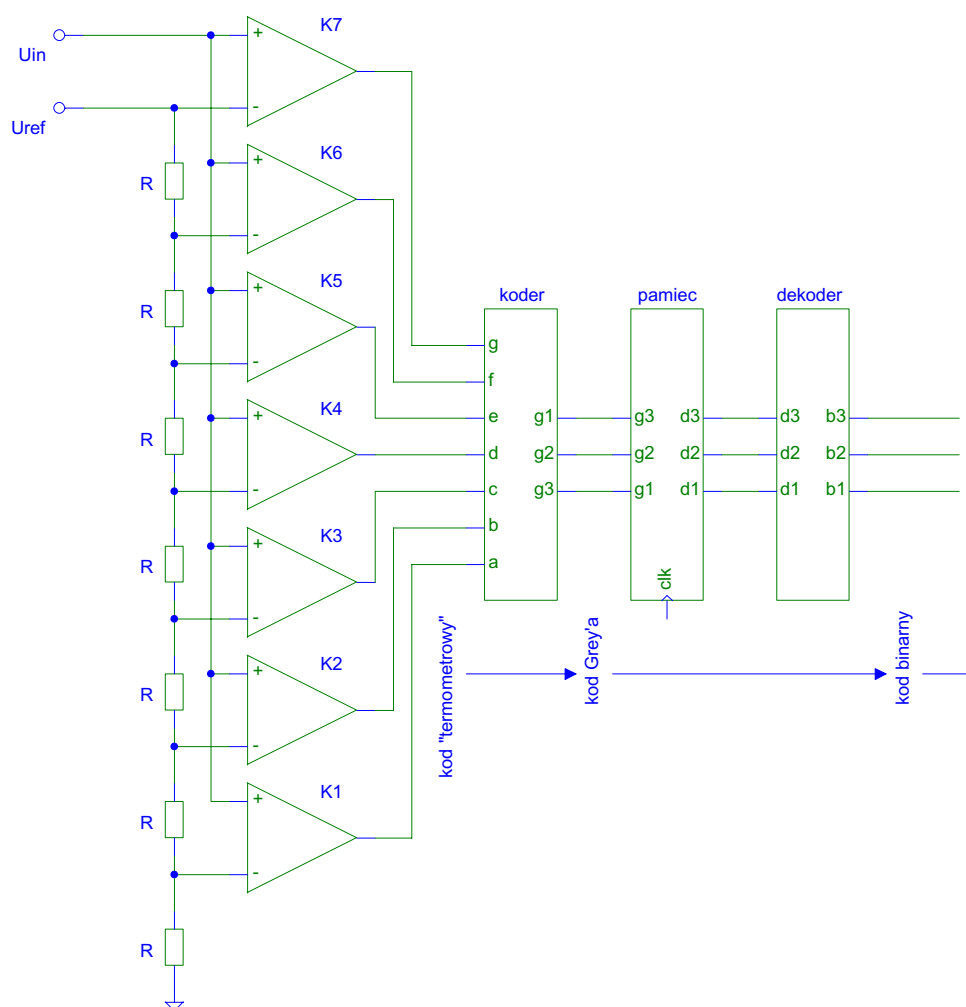 Uin
Uref
K7
+
-
R
K6
+
-
R
K5
+
-
R
K4
+
-
R
K3
+
-
R
K2
+
-
R
K1
+
-
R
koder
g
f
e
d
c
b
a
g1
g2
g3
pamiec
g3
g2
g1
d3
d2
d1
clk
dekoder
d3
d2
d1
b3
b2
b1
kod "termometrowy"
kod Grey'a
kod binarny